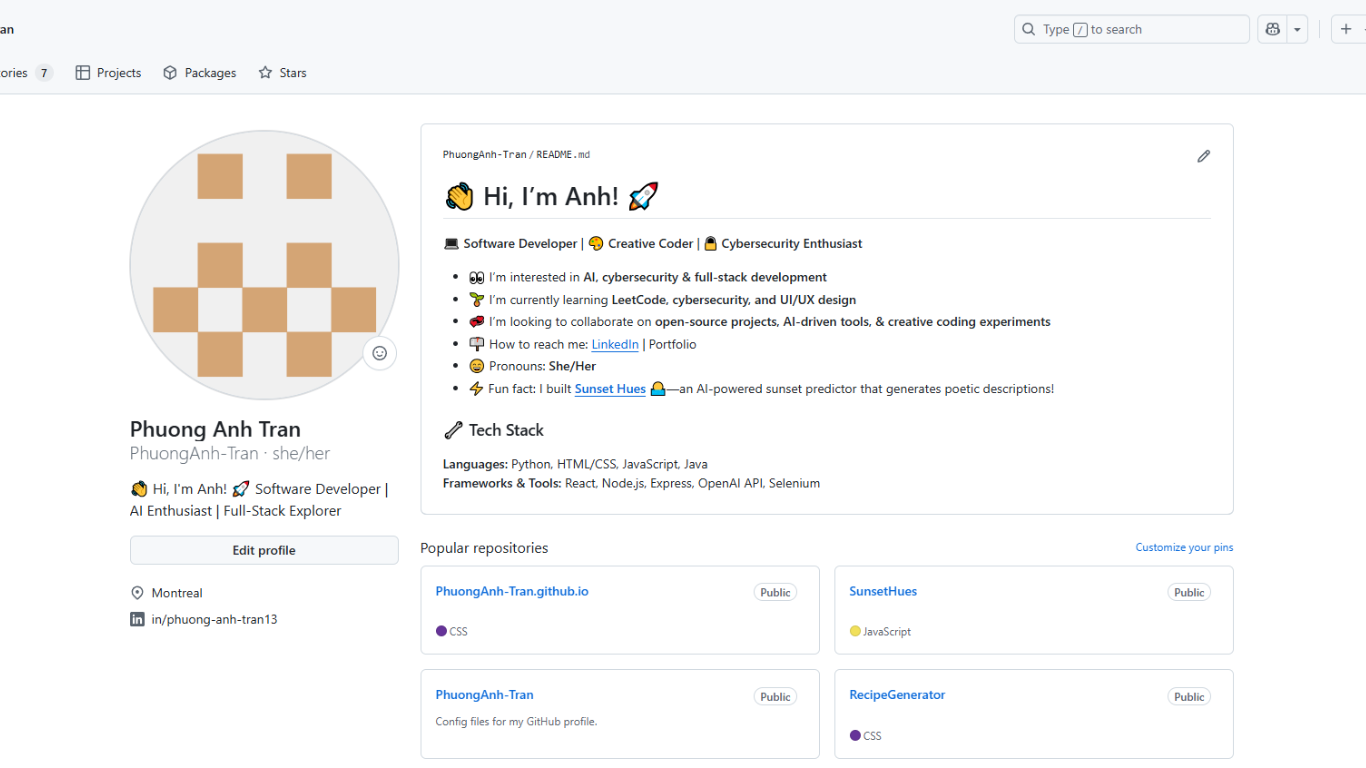 an
Type / to search
ories 7 Projects Packages Stars
PhuongAnh-Tran / README.md
👋 Hi, I’m Anh! 🚀
💻 Software Developer | 🎨 Creative Coder | 🔒 Cybersecurity Enthusiast
• 👀 I’m interested in AI, cybersecurity & full-stack development
• 🌱 I’m currently learning LeetCode, cybersecurity, and UI/UX design
• I’m looking to collaborate on open-source projects, AI-driven tools, & creative coding experiments
• How to reach me: LinkedIn | Portfolio
• 😄 Pronouns: She/Her
• ⚡ Fun fact: I built Sunset Hues —an AI-powered sunset predictor that generates poetic descriptions!
Tech Stack
Languages: Python, HTML/CSS, JavaScript, Java
Frameworks & Tools: React, Node.js, Express, OpenAI API, Selenium
Phuong Anh Tran
PhuongAnh-Tran · she/her
👋 Hi, I'm Anh! 🚀 Software Developer |
AI Enthusiast | Full-Stack Explorer
Edit profile
Montreal
in/phuong-anh-tran13
Popular repositories
Customize your pins
PhuongAnh-Tran.github.io Public
CSS
SunsetHues Public
JavaScript
PhuongAnh-Tran Public
Config files for my GitHub profile.
RecipeGenerator Public
CSS